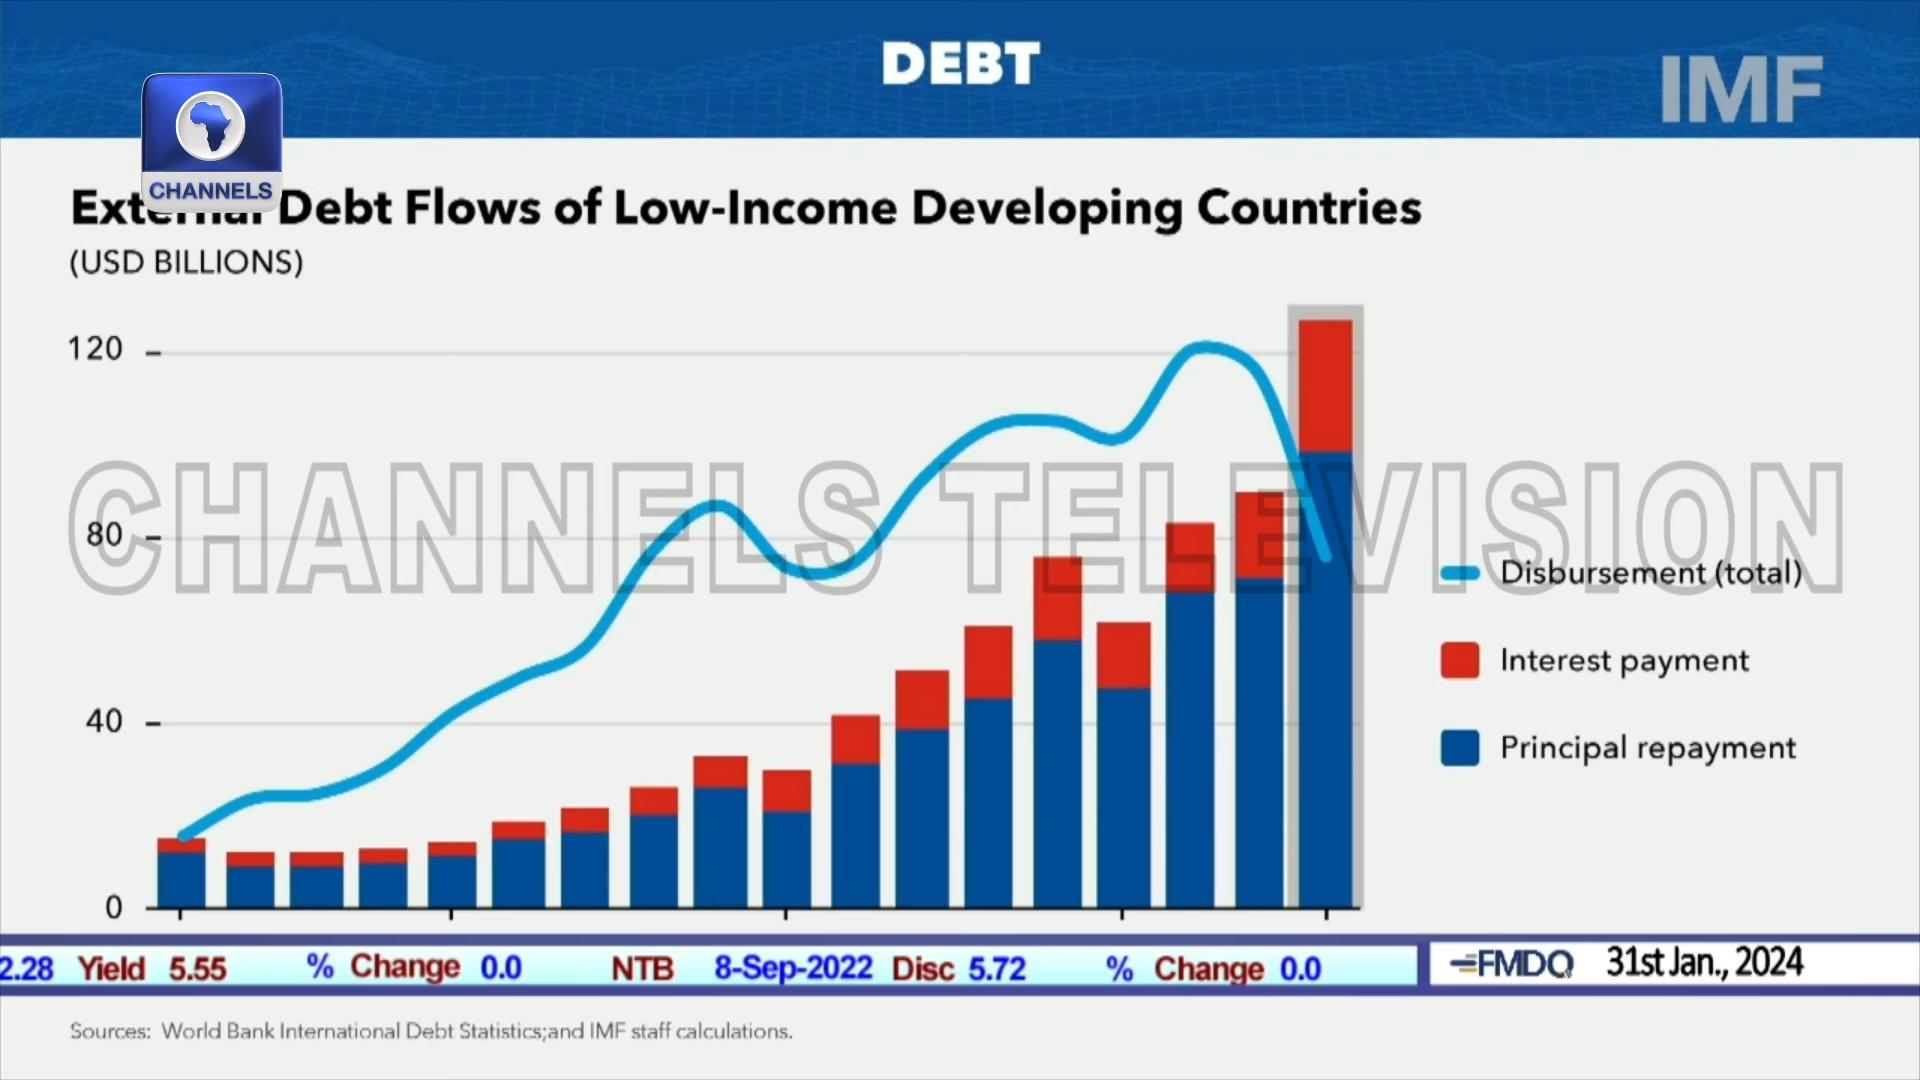 DEBT
IMF
CHANNELS
External Debt Flows of Low-Income Developing Countries
(USD BILLIONS)
120
80
40
0
CHANNELS TELEVISION
Disbursement (total)
Interest payment
Principal repayment
2.28 Yield 5.55 % Change 0.0 NTB 8-Sep-2022 Disc 5.72 % Change 0.0
FMDQ 31st Jan., 2024
Sources: World Bank International Debt Statistics;and IMF staff calculations.